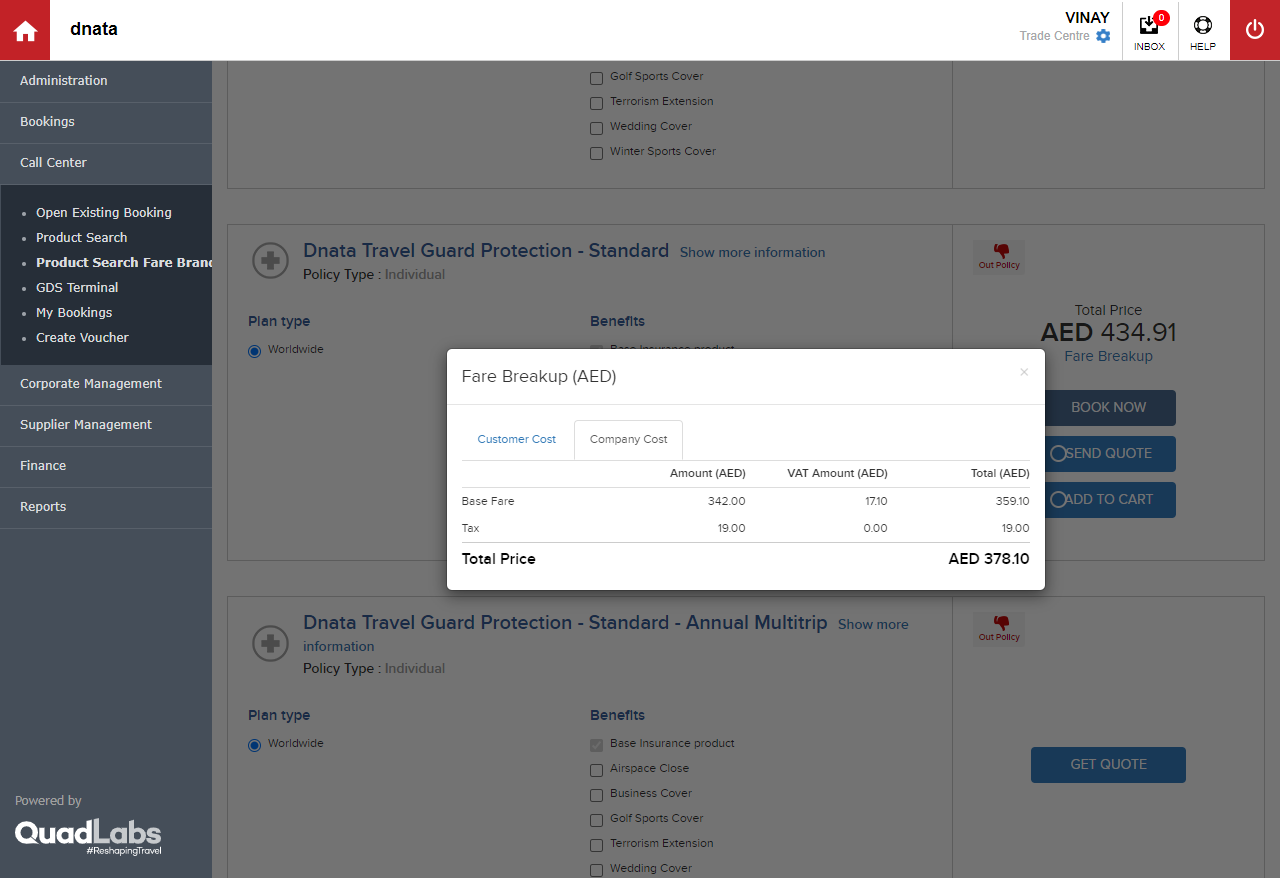 dnata
VINAY
Trade Centre
0
INBOX
HELP
Administration
Bookings
Call Center
Open Existing Booking
Product Search
Product Search Fare Brand
GDS Terminal
My Bookings
Create Voucher
Corporate Management
Supplier Management
Finance
Reports
Powered by
QuadLabs
#ReshapingTravel
Golf Sports Cover
Terrorism Extension
Wedding Cover
Winter Sports Cover
Dnata Travel Guard Protection - Standard Show more information
Policy Type : Individual
Plan type
Worldwide
Benefits
Base Insurance product
Out Policy
Total Price
AED 434.91
Fare Breakup
BOOK NOW
SEND QUOTE
ADD TO CART
Fare Breakup (AED)
×
Customer Cost Company Cost
Amount (AED) VAT Amount (AED) Total (AED)
Base Fare 342.00 17.10 359.10
Tax 19.00 0.00 19.00
Total Price AED 378.10
Dnata Travel Guard Protection - Standard - Annual Multitrip Show more
information
Policy Type : Individual
Plan type
Worldwide
Benefits
Base Insurance product
Airspace Close
Business Cover
Golf Sports Cover
Terrorism Extension
Wedding Cover
Out Policy
GET QUOTE